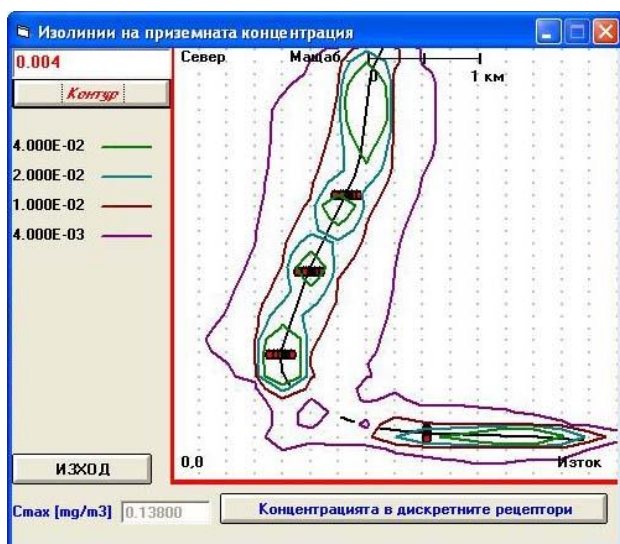 Изолинии на приземната концентрация
0.004
Контур
4.000E-02
2.000E-02
1.000E-02
4.000E-03
Север
Мащаб
0
1 км
0,0
Изток
ИЗХОД
Cmax [mg/m3] 0.13800
Концентрацията в дискретните рецептори